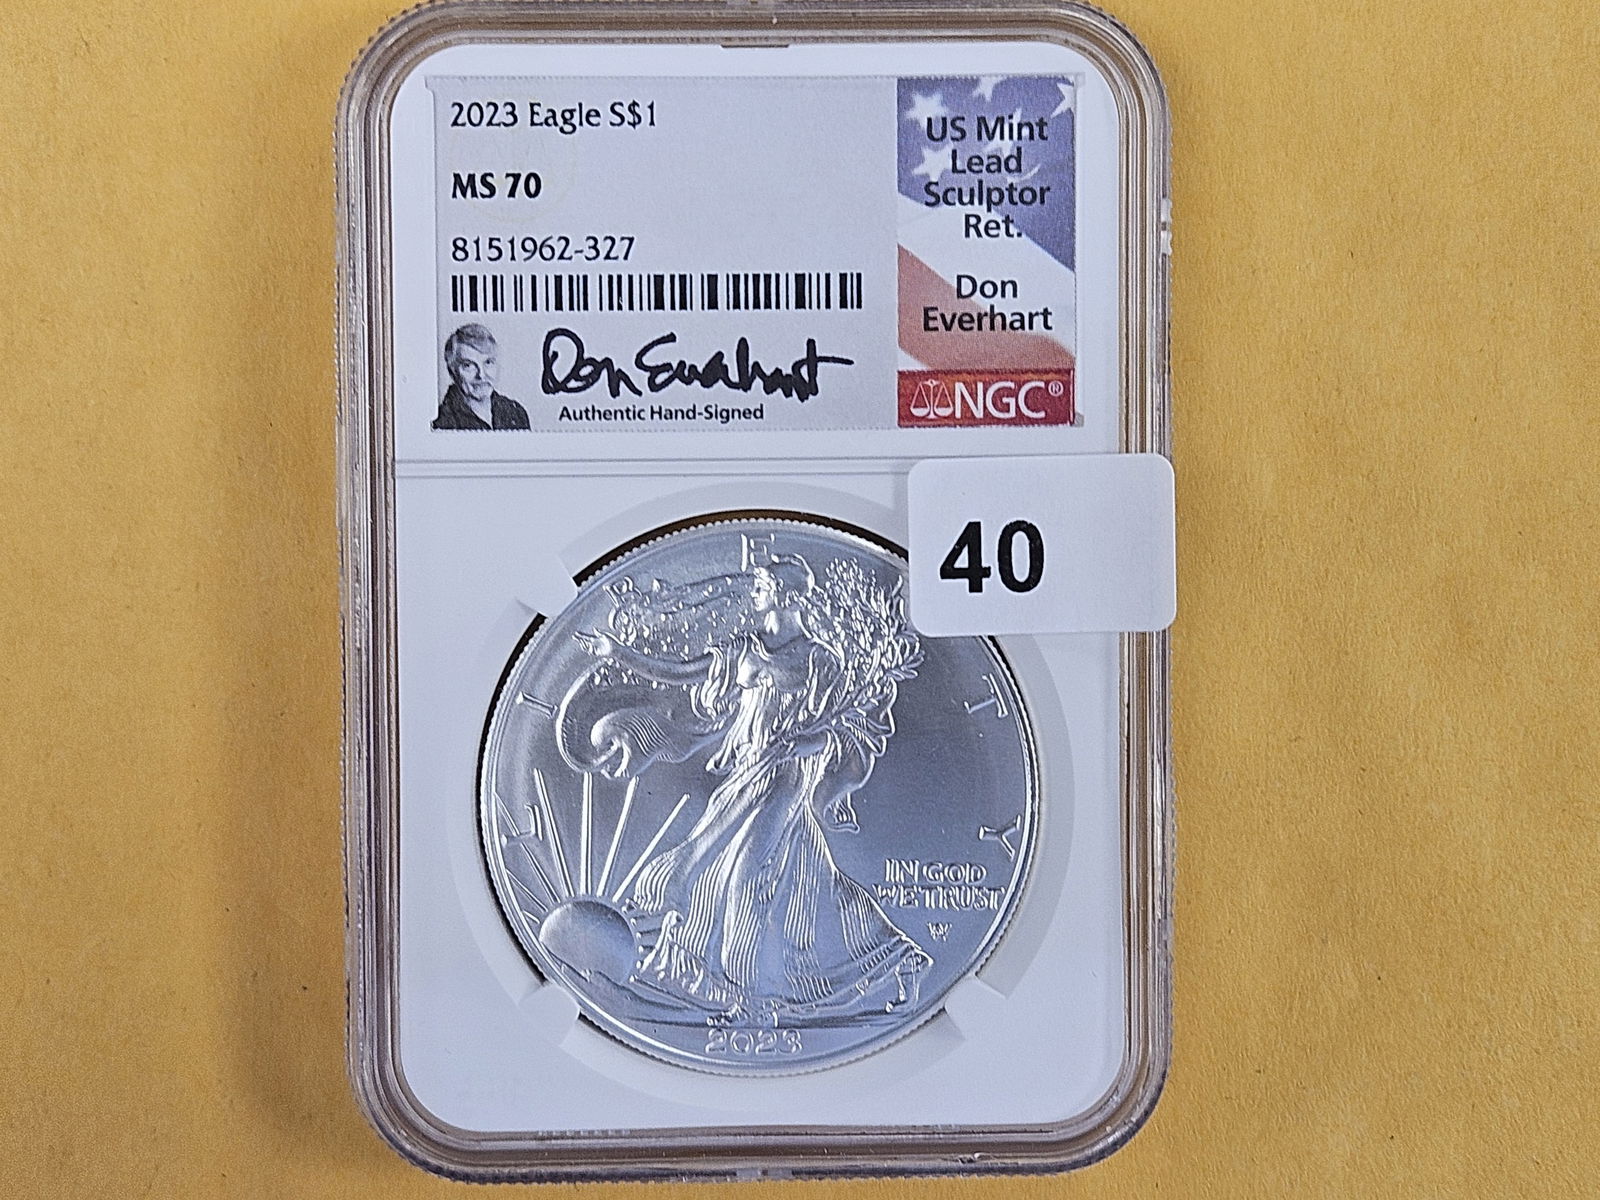 2023 Eagle S$1
MS 70
8151962-327
Don Everhart
Authentic Hand-Signed
US Mint
Lead
Sculptor
Ret.
Don
Everhart
NGC®
40
L I B E T Y
IN GOD
WE TRUST
2023